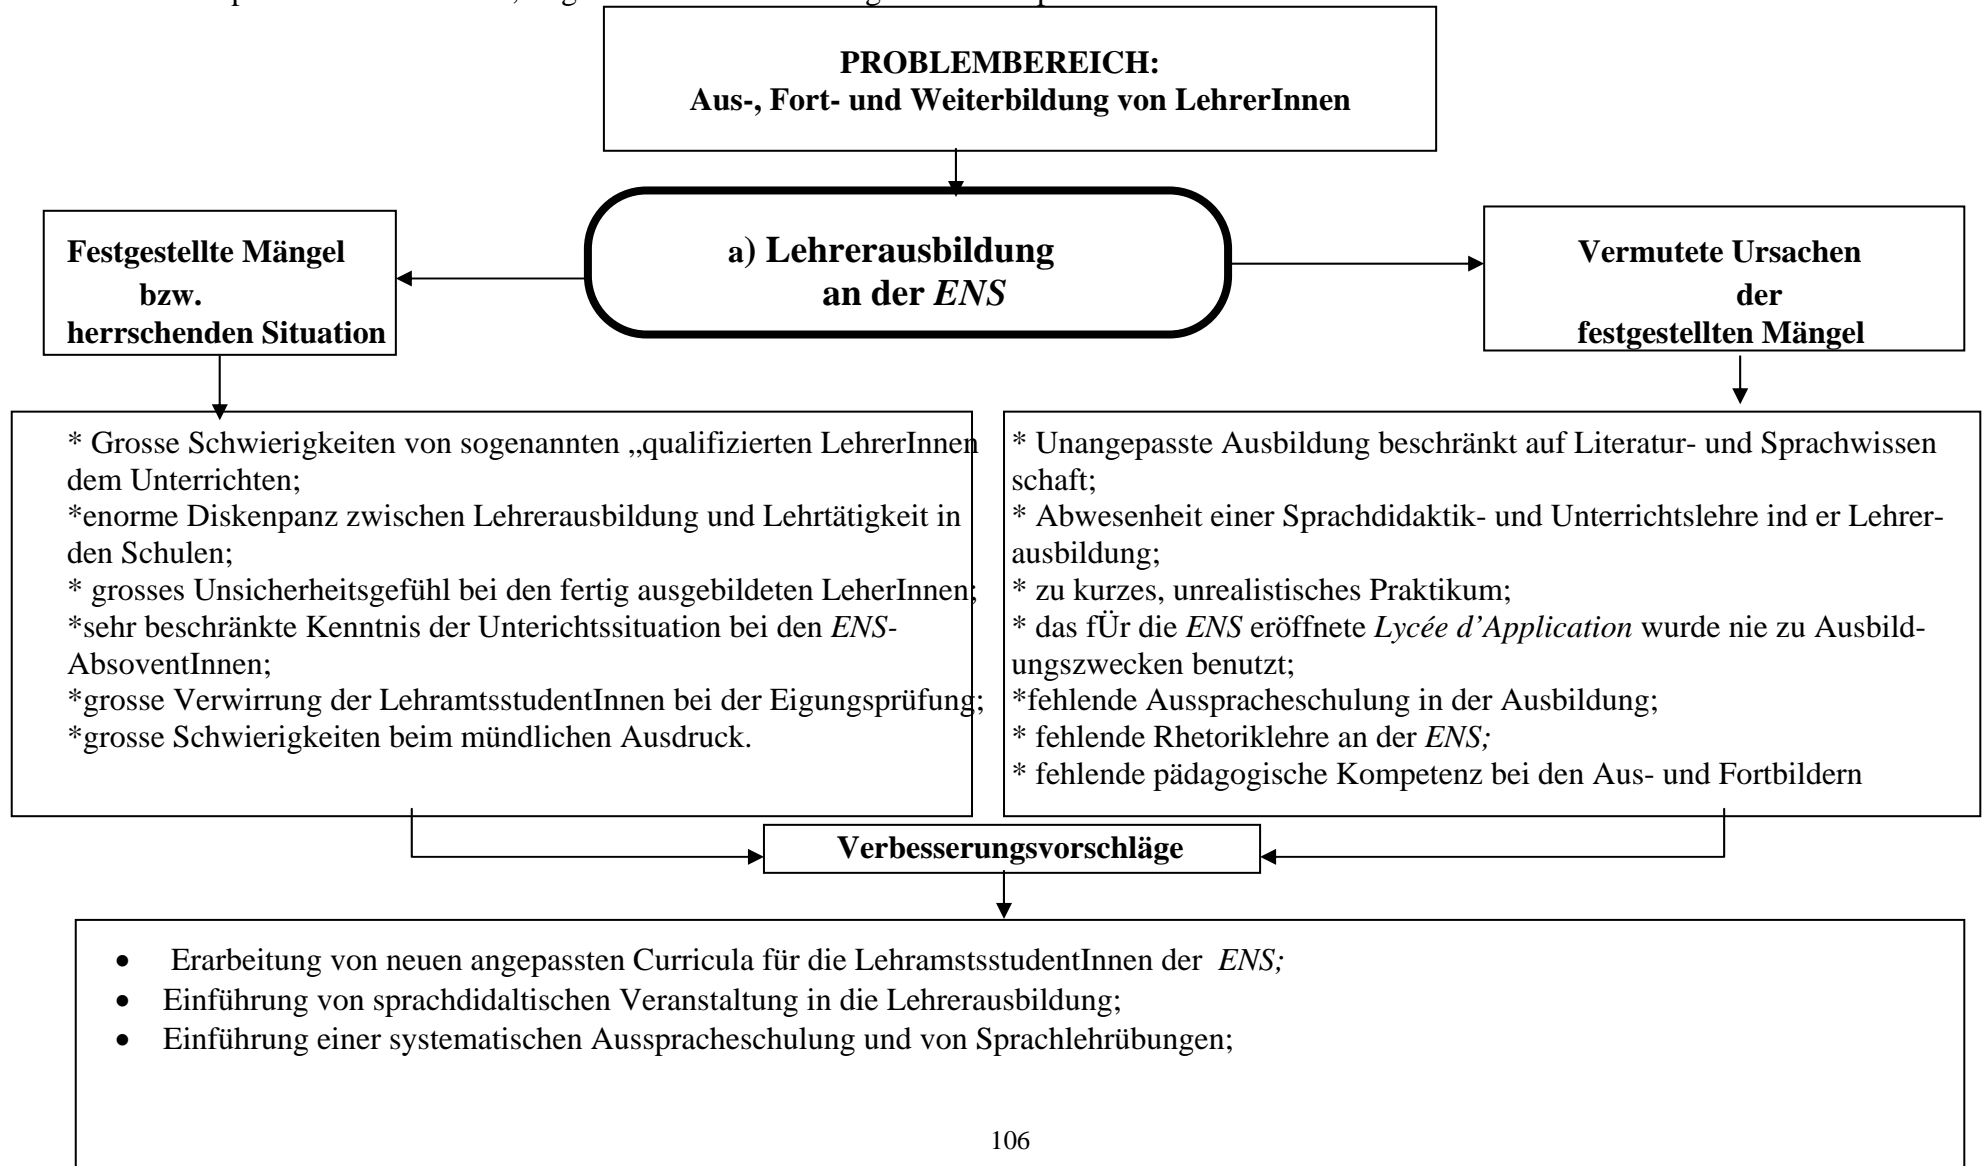 PROBLEMBEREICH:
Aus-, Fort- und Weiterbildung von LehrerInnen
a) Lehrerausbildung
an der ENS
Festgestellte Mängel
bzw.
herrschenden Situation
Vermutete Ursachen
der
festgestellten Mängel
* Grosse Schwierigkeiten von sogenannten „qualifizierten LehrerInnen
dem Unterrichten;
*enorme Diskenpanz zwischen Lehrerausbildung und Lehrtätigkeit in
den Schulen;
* grosses Unsicherheitsgefühl bei den fertig ausgebildeten LeherInnen;
*sehr beschränkte Kenntnis der Unterichtssituation bei den ENS-
AbsoventInnen;
*grosse Verwirrung der LehramtsstudentInnen bei der Eigungsprüfung;
*grosse Schwierigkeiten beim mündlichen Ausdruck.
* Unangepasste Ausbildung beschränkt auf Literatur- und Sprachwissen
schaft;
* Abwesenheit einer Sprachdidaktik- und Unterrichtslehre ind er Lehrer-
ausbildung;
* zu kurzes, unrealistisches Praktikum;
* das fÜr die ENS eröffnete Lycée d’Application wurde nie zu Ausbild-
ungszwecken benutzt;
*fehlende Ausspracheschulung in der Ausbildung;
* fehlende Rhetoriklehre an der ENS;
* fehlende pädagogische Kompetenz bei den Aus- und Fortbildern
Verbesserungsvorschläge
• Erarbeitung von neuen angepassten Curricula für die LehramstsstudentInnen der ENS;
• Einführung von sprachdidaltischen Veranstaltung in die Lehrerausbildung;
• Einführung einer systematischen Ausspracheschulung und von Sprachlehrübungen;
106